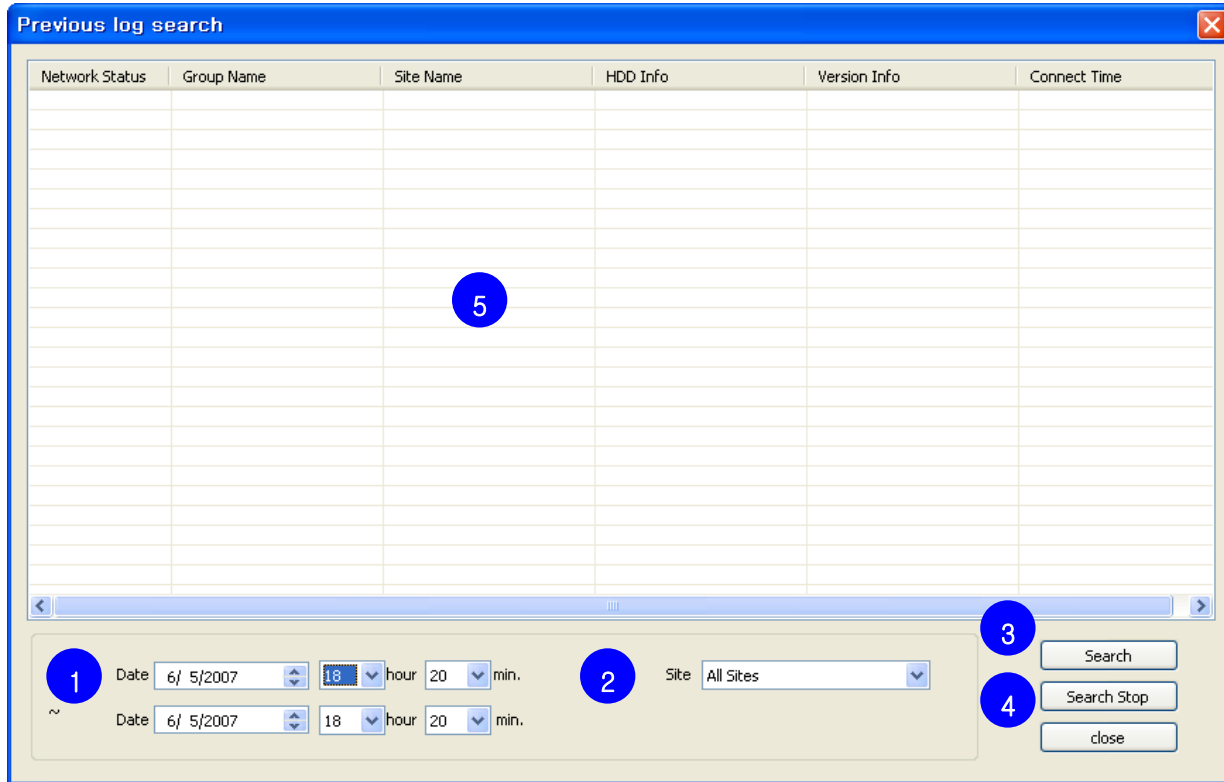 Previous log search
Network Status Group Name Site Name HDD Info Version Info Connect Time
5
3
Search
1 Date 6/ 5/2007 18 hour 20 min. 2 Site All Sites
4 Search Stop
~ Date 6/ 5/2007 18 hour 20 min.
close